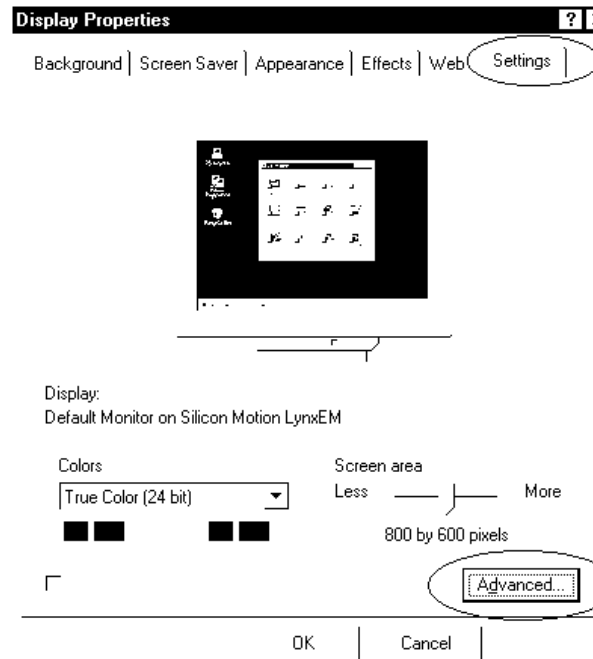 Display Properties ?
Background Screen Saver Appearance Effects Web Settings
Display:
Default Monitor on Silicon Motion LynxEM
Colors Screen area
True Color (24 bit) Less More
800 by 600 pixels
Advanced...
OK Cancel